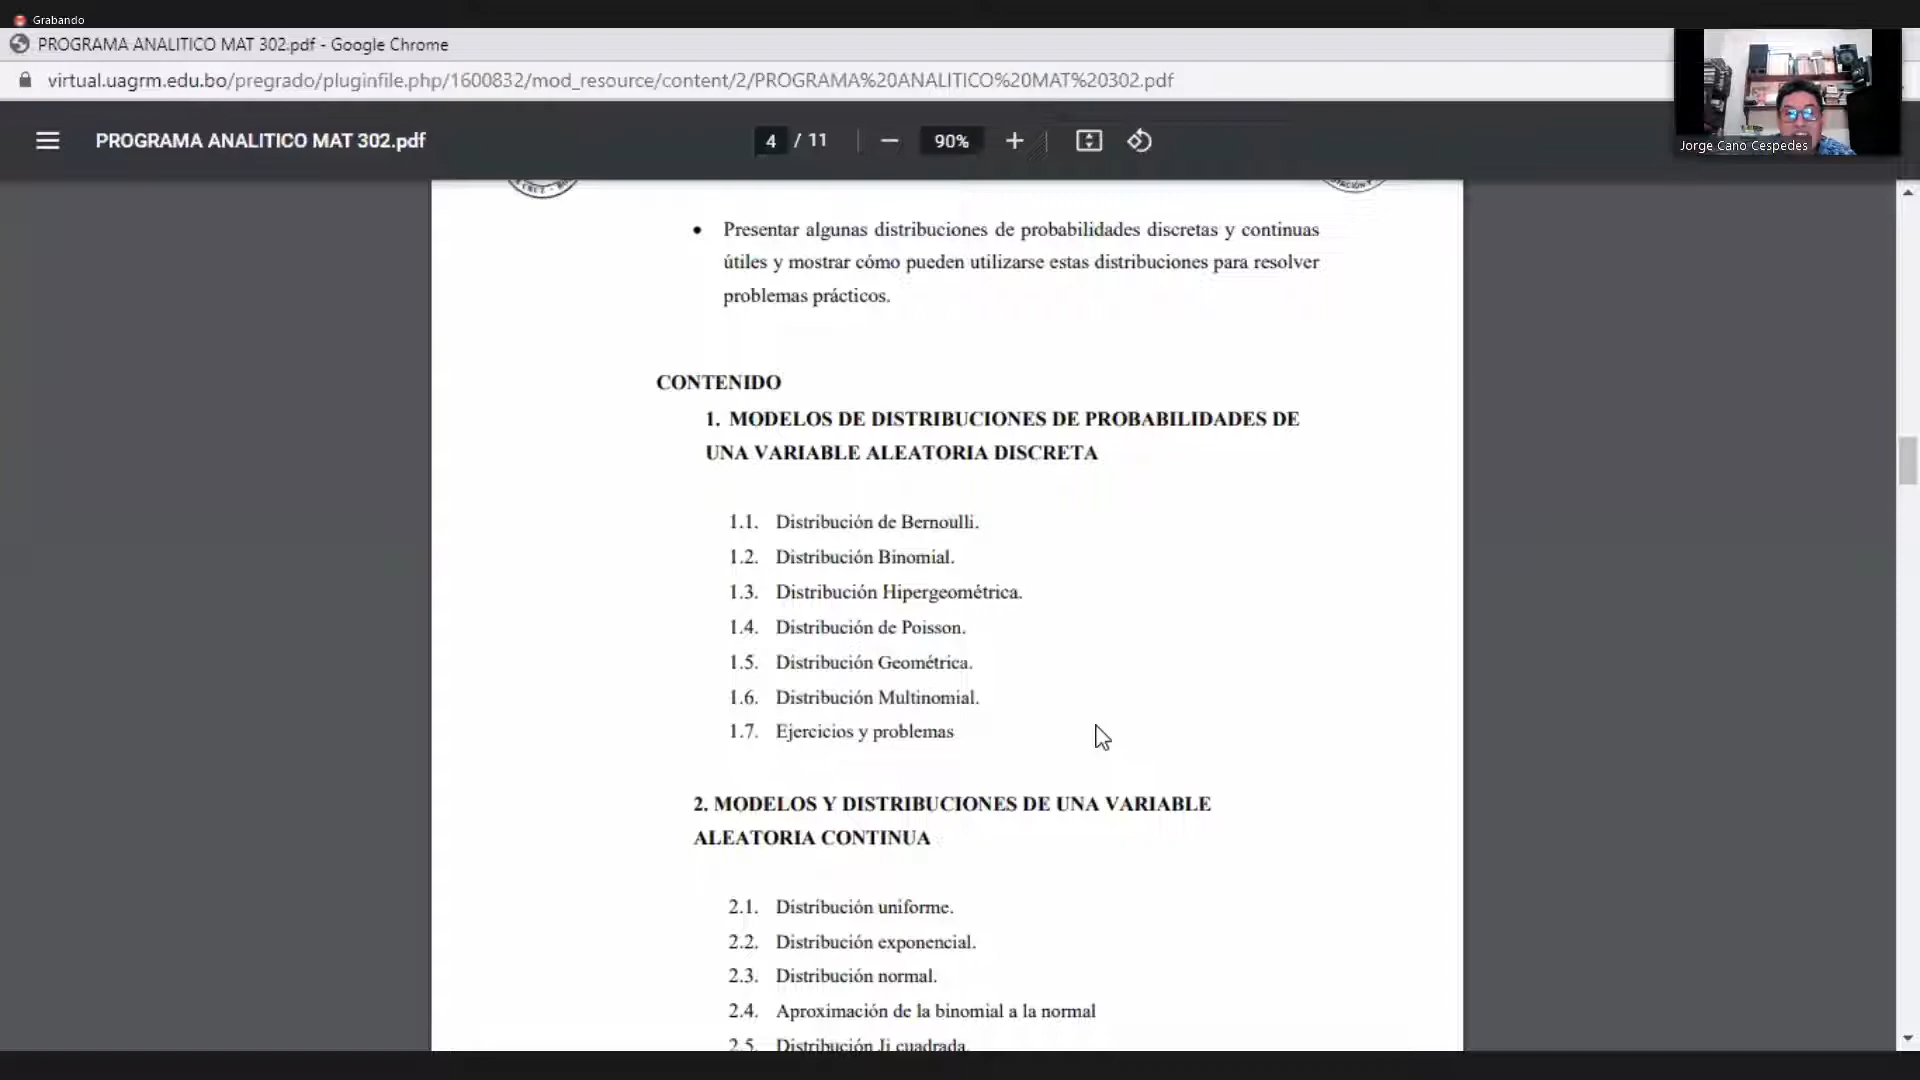 Grabando
PROGRAMA ANALITICO MAT 302.pdf - Google Chrome
virtual.uagrm.edu.bo/pregrado/pluginfile.php/1600832/mod_resource/content/2/PROGRAMA%20ANALITICO%20MAT%20302.pdf
PROGRAMA ANALITICO MAT 302.pdf
4 / 11
90%
Jorge Cano Cespedes
• Presentar algunas distribuciones de probabilidades discretas y continuas
útiles y mostrar cómo pueden utilizarse estas distribuciones para resolver
problemas prácticos.
CONTENIDO
1. MODELOS DE DISTRIBUCIONES DE PROBABILIDADES DE
UNA VARIABLE ALEATORIA DISCRETA
1.1. Distribución de Bernoulli.
1.2. Distribución Binomial.
1.3. Distribución Hipergeométrica.
1.4. Distribución de Poisson.
1.5. Distribución Geométrica.
1.6. Distribución Multinomial.
1.7. Ejercicios y problemas
2. MODELOS Y DISTRIBUCIONES DE UNA VARIABLE
ALEATORIA CONTINUA
2.1. Distribución uniforme.
2.2. Distribución exponencial.
2.3. Distribución normal.
2.4. Aproximación de la binomial a la normal
2.5. Distribución Ji cuadrada.